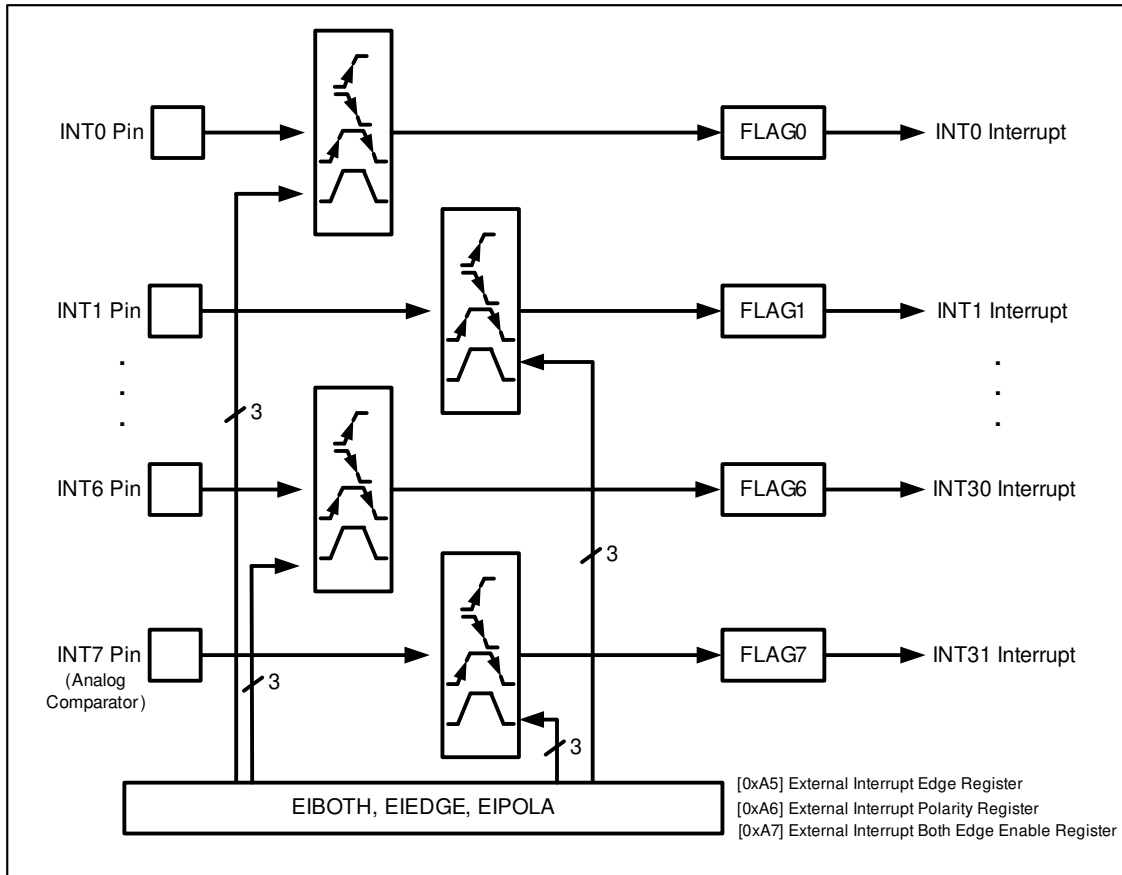 INT0 Pin
FLAG0
INT0 Interrupt
INT1 Pin
FLAG1
INT1 Interrupt
.
.
.
.
.
.
3
INT6 Pin
FLAG6
INT30 Interrupt
3
INT7 Pin
(Analog
Comparator)
FLAG7
INT31 Interrupt
3
3
EIBOTH, EIEDGE, EIPOLA
[0xA5] External Interrupt Edge Register
[0xA6] External Interrupt Polarity Register
[0xA7] External Interrupt Both Edge Enable Register